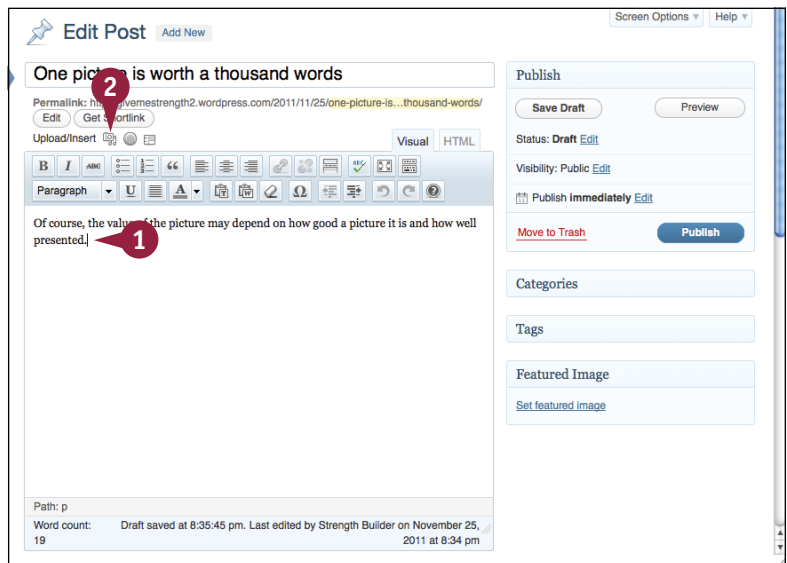 Screen Options Help
Edit Post Add New
One picture is worth a thousand words
Permalink: http://givemestrength2.wordpress.com/2011/11/25/one-picture-is…thousand-words/
Edit Get Shortlink
Upload/Insert
Visual HTML
B I ABC ABC
Paragraph U A T W Ω ?
Of course, the value of the picture may depend on how good a picture it is and how well
presented.
Path: p
Word count: Draft saved at 8:35:45 pm. Last edited by Strength Builder on November 25,
19 2011 at 8:34 pm
2
1
Publish
Save Draft Preview
Status: Draft Edit
Visibility: Public Edit
Publish immediately Edit
Move to Trash Publish
Categories
Tags
Featured Image
Set featured image